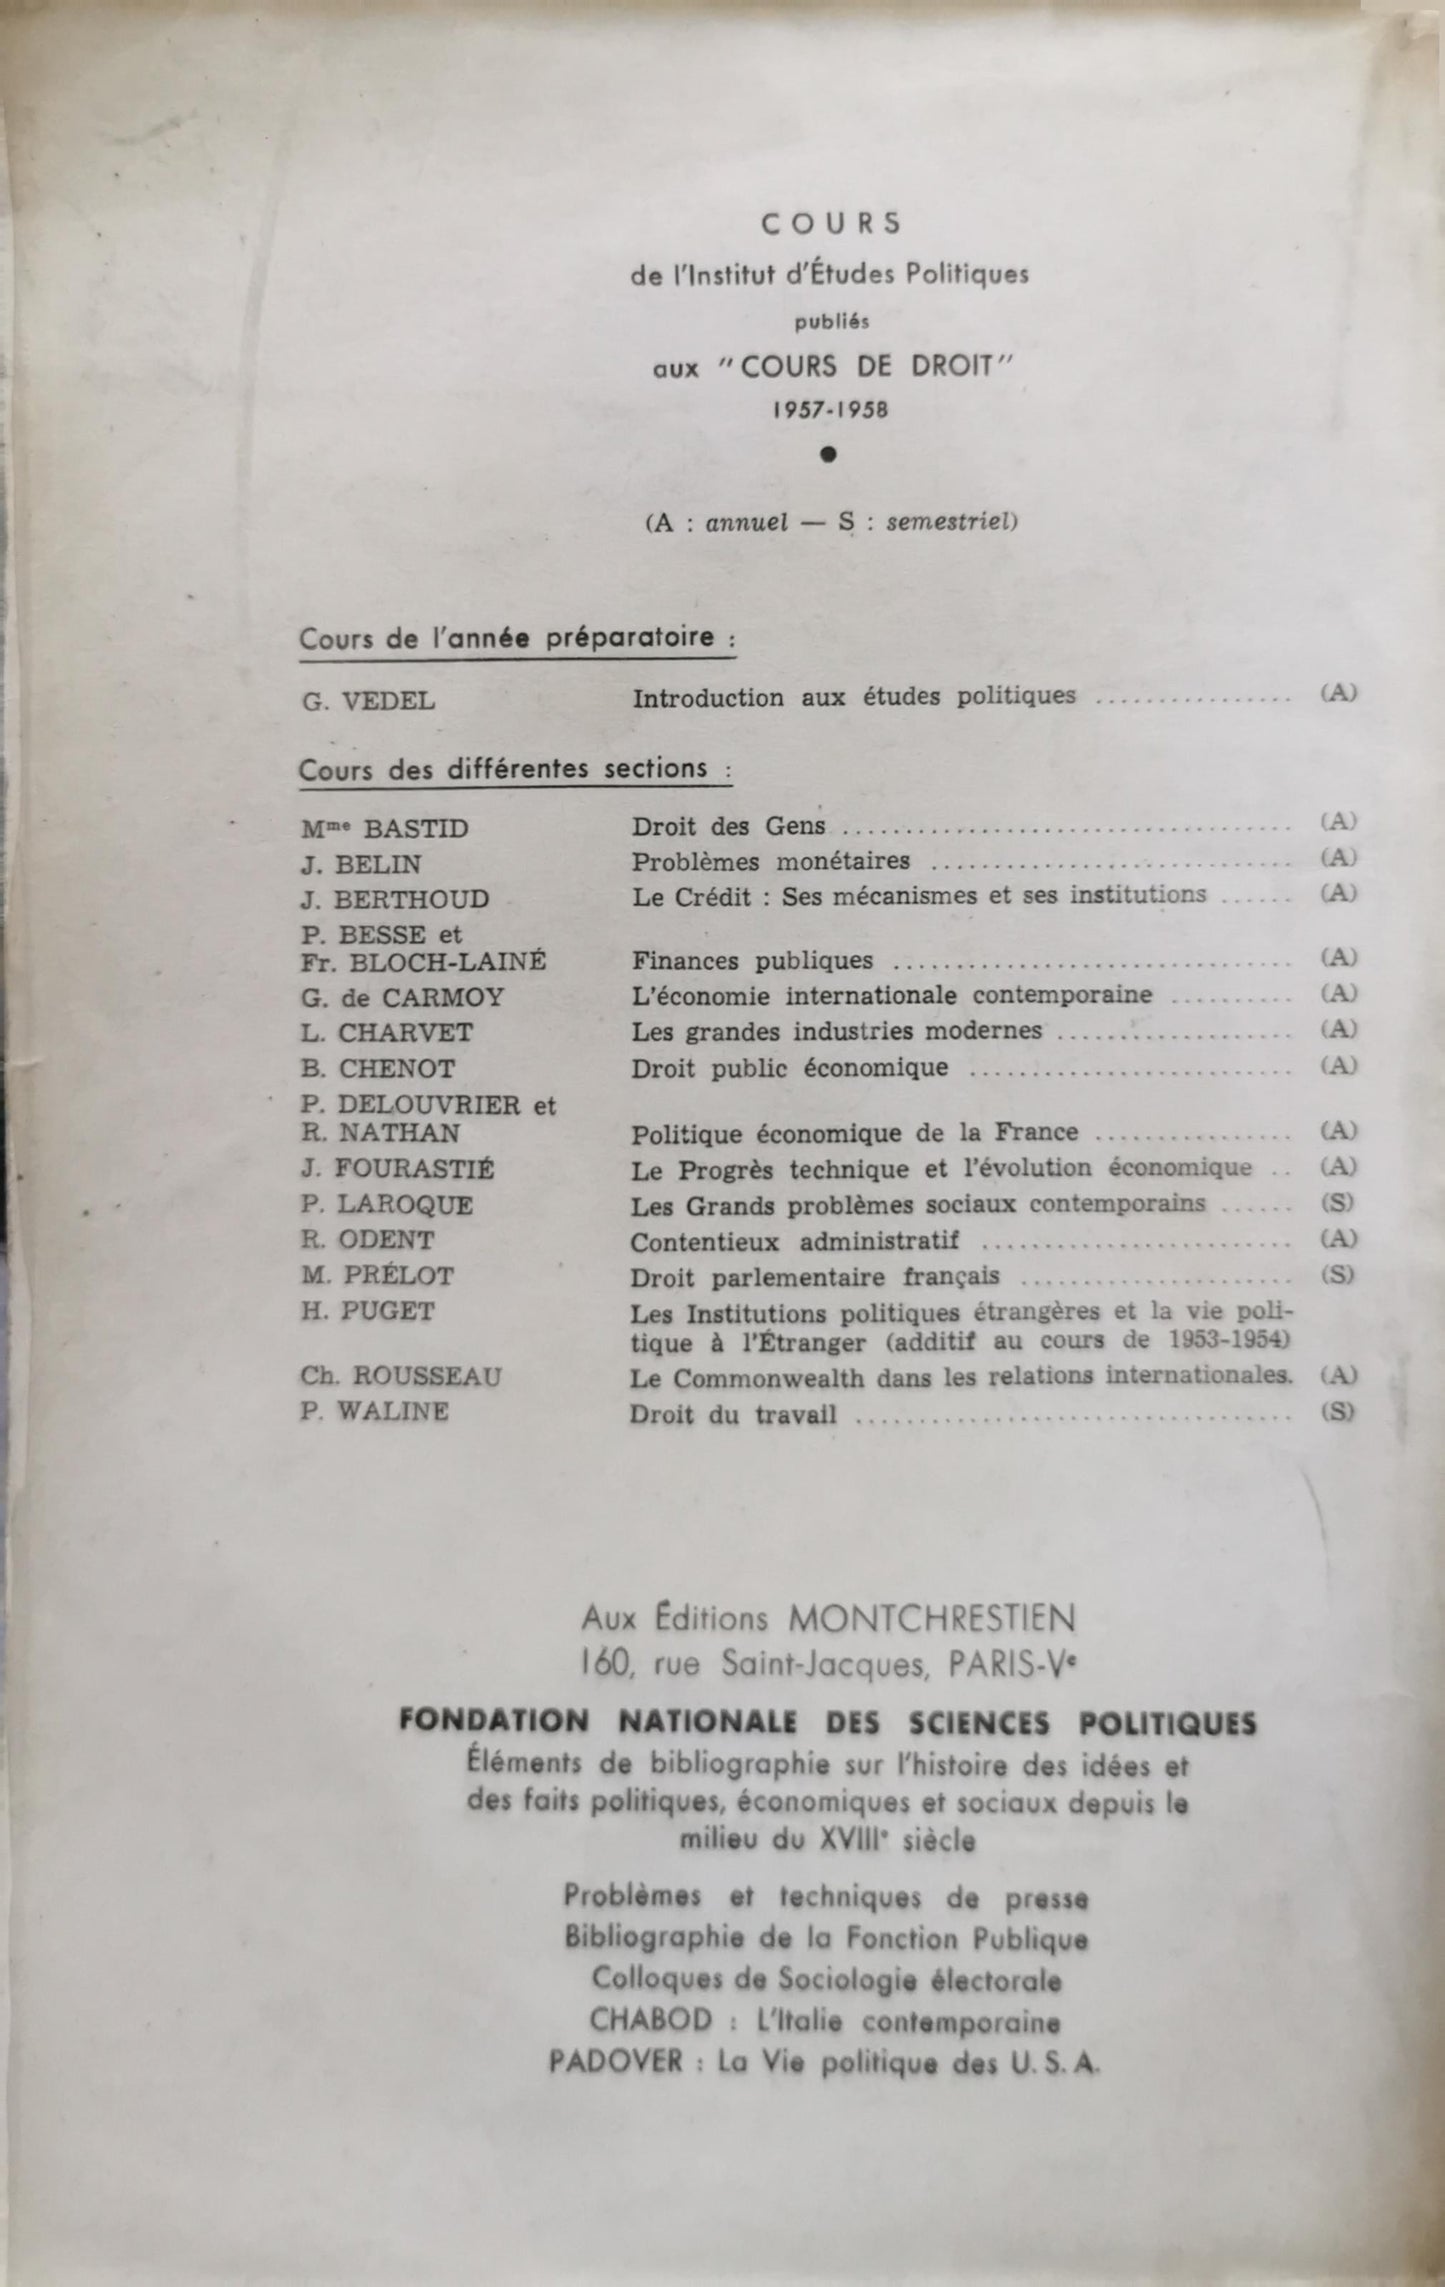 COURS
de l'Institut d'Études Politiques
publiés
aux "COURS DE DROIT"
1957-1958
●
(A : annuel — S : semestriel)
Cours de l'année préparatoire :
G. VEDEL Introduction aux études politiques ................ (A)
Cours des différentes sections :
Mme BASTID Droit des Gens .................................... (A)
J. BELIN Problèmes monétaires ............................. (A)
J. BERTHOUD Le Crédit : Ses mécanismes et ses institutions ...... (A)
P. BESSE et
Fr. BLOCH-LAINÉ Finances publiques ................................ (A)
G. de CARMOY L'économie internationale contemporaine .......... (A)
L. CHARVET Les grandes industries modernes ................... (A)
B. CHENOT Droit public économique .......................... (A)
P. DELOUVRIER et
R. NATHAN Politique économique de la France ................ (A)
J. FOURASTIÉ Le Progrès technique et l'évolution économique .. (A)
P. LAROQUE Les Grands problèmes sociaux contemporains ...... (S)
R. ODENT Contentieux administratif ......................... (A)
M. PRÉLOT Droit parlementaire français ...................... (S)
H. PUGET Les Institutions politiques étrangères et la vie poli-
tique à l'Étranger (additif au cours de 1953-1954)
Ch. ROUSSEAU Le Commonwealth dans les relations internationales. (A)
P. WALINE Droit du travail ................................... (S)
Aux Éditions MONTCHRESTIEN
160, rue Saint-Jacques, PARIS-Ve
FONDATION NATIONALE DES SCIENCES POLITIQUES
Éléments de bibliographie sur l'histoire des idées et
des faits politiques, économiques et sociaux depuis le
milieu du XVIIIe siècle
Problèmes et techniques de presse
Bibliographie de la Fonction Publique
Colloques de Sociologie électorale
CHABOD : L'Italie contemporaine
PADOVER : La Vie politique des U. S. A.